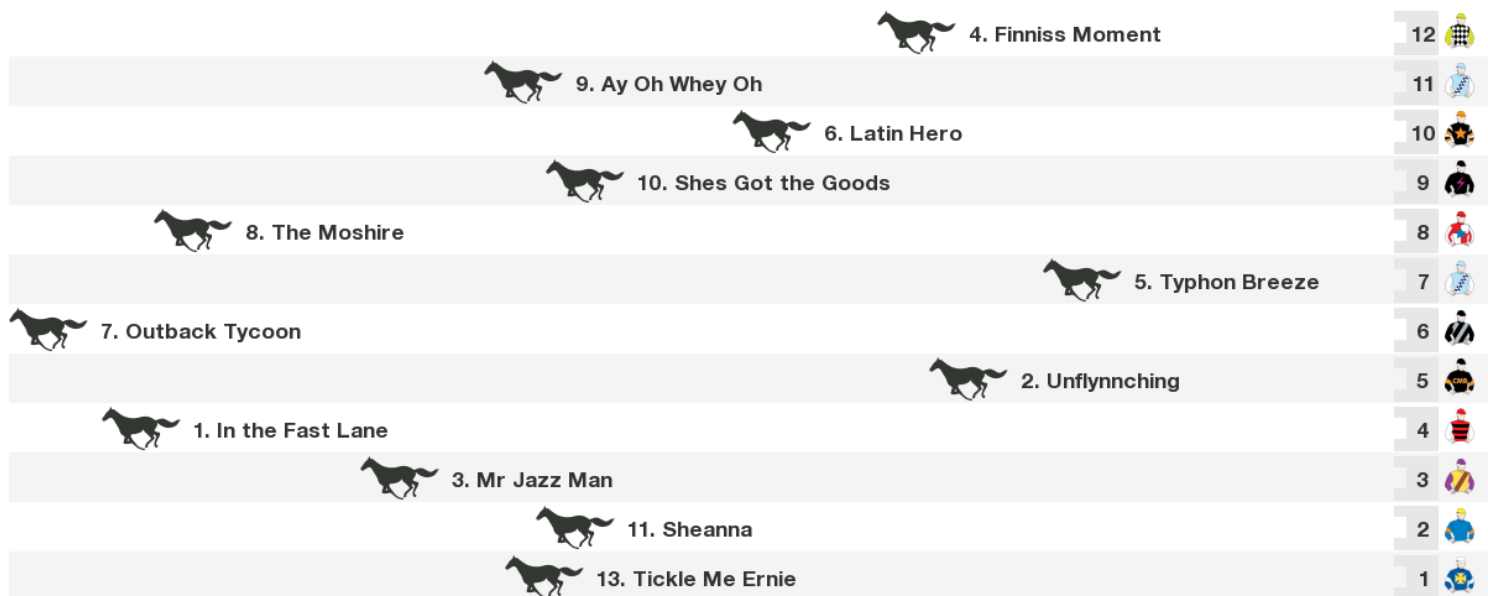 4. Finniss Moment 12
9. Ay Oh Whey Oh 11
6. Latin Hero 10
10. Shes Got the Goods 9
8. The Moshire 8
5. Typhon Breeze 7
7. Outback Tycoon 6
2. Unflynnching 5 CMB
1. In the Fast Lane 4
3. Mr Jazz Man 3
11. Sheanna 2
13. Tickle Me Ernie 1